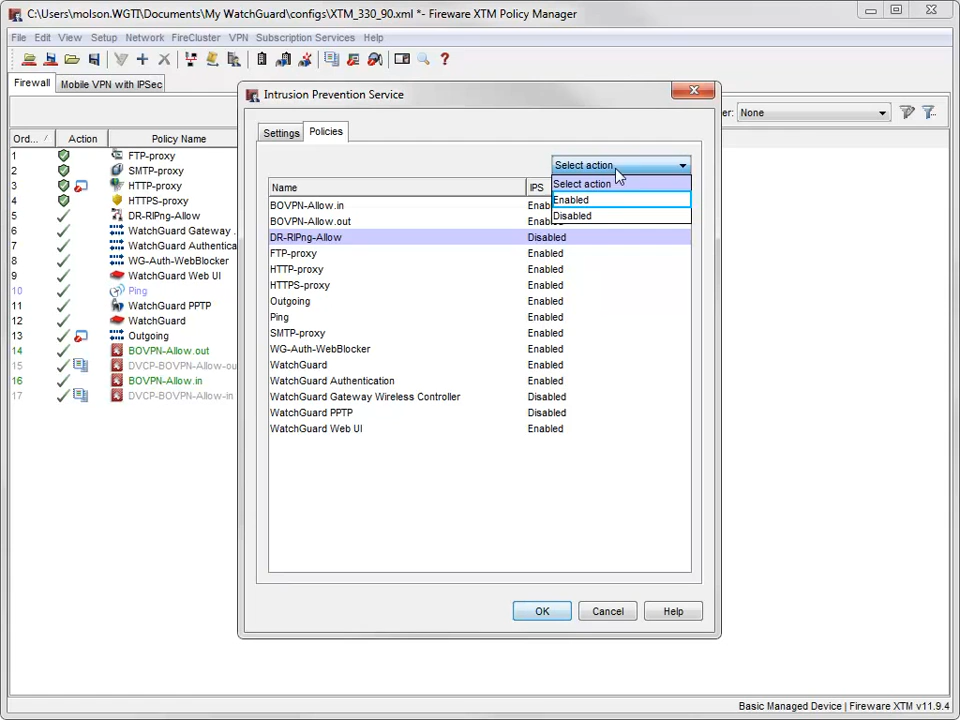 C:\Users\molson.WGTI\Documents\My WatchGuard\configs\XTM_330_90.xml *- Fireware XTM Policy Manager
File Edit View Setup Network FireCluster VPN Subscription Services Help
Firewall Mobile VPN with IPSec
er: None
Ord... / Action Policy Name
1 FTP-proxy
2 SMTP-proxy
3 HTTP-proxy
4 HTTPS-proxy
5 DR-RIPng-Allow
6 WatchGuard Gateway .
7 WatchGuard Authentica
8 WG-Auth-WebBlocker
9 WatchGuard Web UI
10 Ping
11 WatchGuard PPTP
12 WatchGuard
13 Outgoing
14 BOVPN-Allow.out
15 DVCP-BOVPN-Allow-ou
16 BOVPN-Allow.in
17 DVCP-BOVPN-Allow-in
Intrusion Prevention Service
Settings Policies
Select action
Select action
Enabled
Disabled
Name IPS
BOVPN-Allow.in Enab
BOVPN-Allow.out Enab
DR-RIPng-Allow Disabled
FTP-proxy Enabled
HTTP-proxy Enabled
HTTPS-proxy Enabled
Outgoing Enabled
Ping Enabled
SMTP-proxy Enabled
WG-Auth-WebBlocker Enabled
WatchGuard Enabled
WatchGuard Authentication Enabled
WatchGuard Gateway Wireless Controller Disabled
WatchGuard PPTP Disabled
WatchGuard Web UI Enabled
OK Cancel Help
Basic Managed Device | Fireware XTM v11.9.4